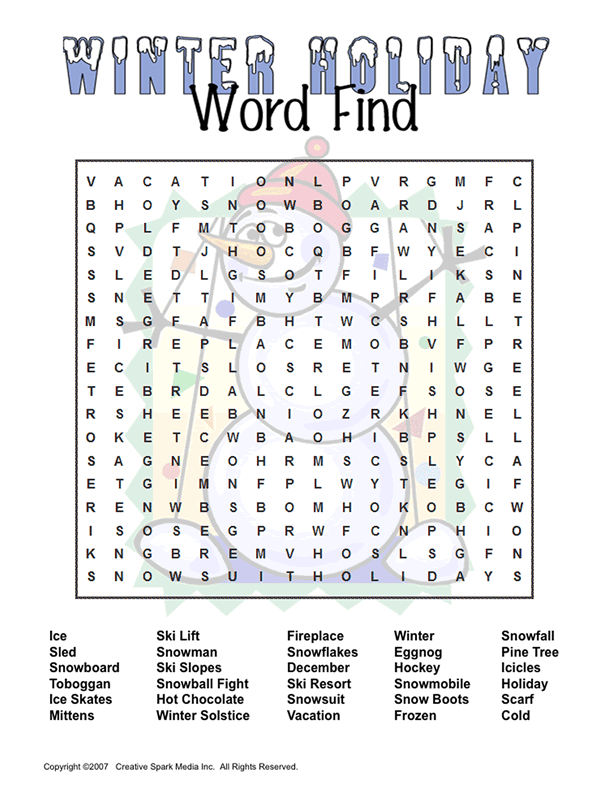 WINTER HOLIDAY
Word Find
V A C A T I O N L P V R G M F C
B H O Y S N O W B O A R D J R L
Q P L F M T O B O G G A N S A P
S V D T J H O C Q B F W Y E C I
S L E D L G S O T F I L I K S N
S N E T T I M Y B M P R F A B E
M S G F A F B H T W C S H L L T
F I R E P L A C E M O B V F P R
E C I T S L O S R E T N I W G E
T E B R D A L C L G E F S O S E
R S H E E B N I O Z R K H N E L
O K E T C W B A O H I B P S L L
S A G N E O H R M S C S L Y C A
E T G I M N F P L W Y T E G I F
R E N W B S B O M H O K O B C W
I S O S E G P R W F C N P H I O
K N G B R E M V H O S L S G F N
S N O W S U I T H O L I D A Y S
Ice Ski Lift Fireplace Winter Snowfall
Sled Snowman Snowflakes Eggnog Pine Tree
Snowboard Ski Slopes December Hockey Icicles
Toboggan Snowball Fight Ski Resort Snowmobile Holiday
Ice Skates Hot Chocolate Snowsuit Snow Boots Scarf
Mittens Winter Solstice Vacation Frozen Cold
Copyright ©2007 Creative Spark Media Inc. All Rights Reserved.